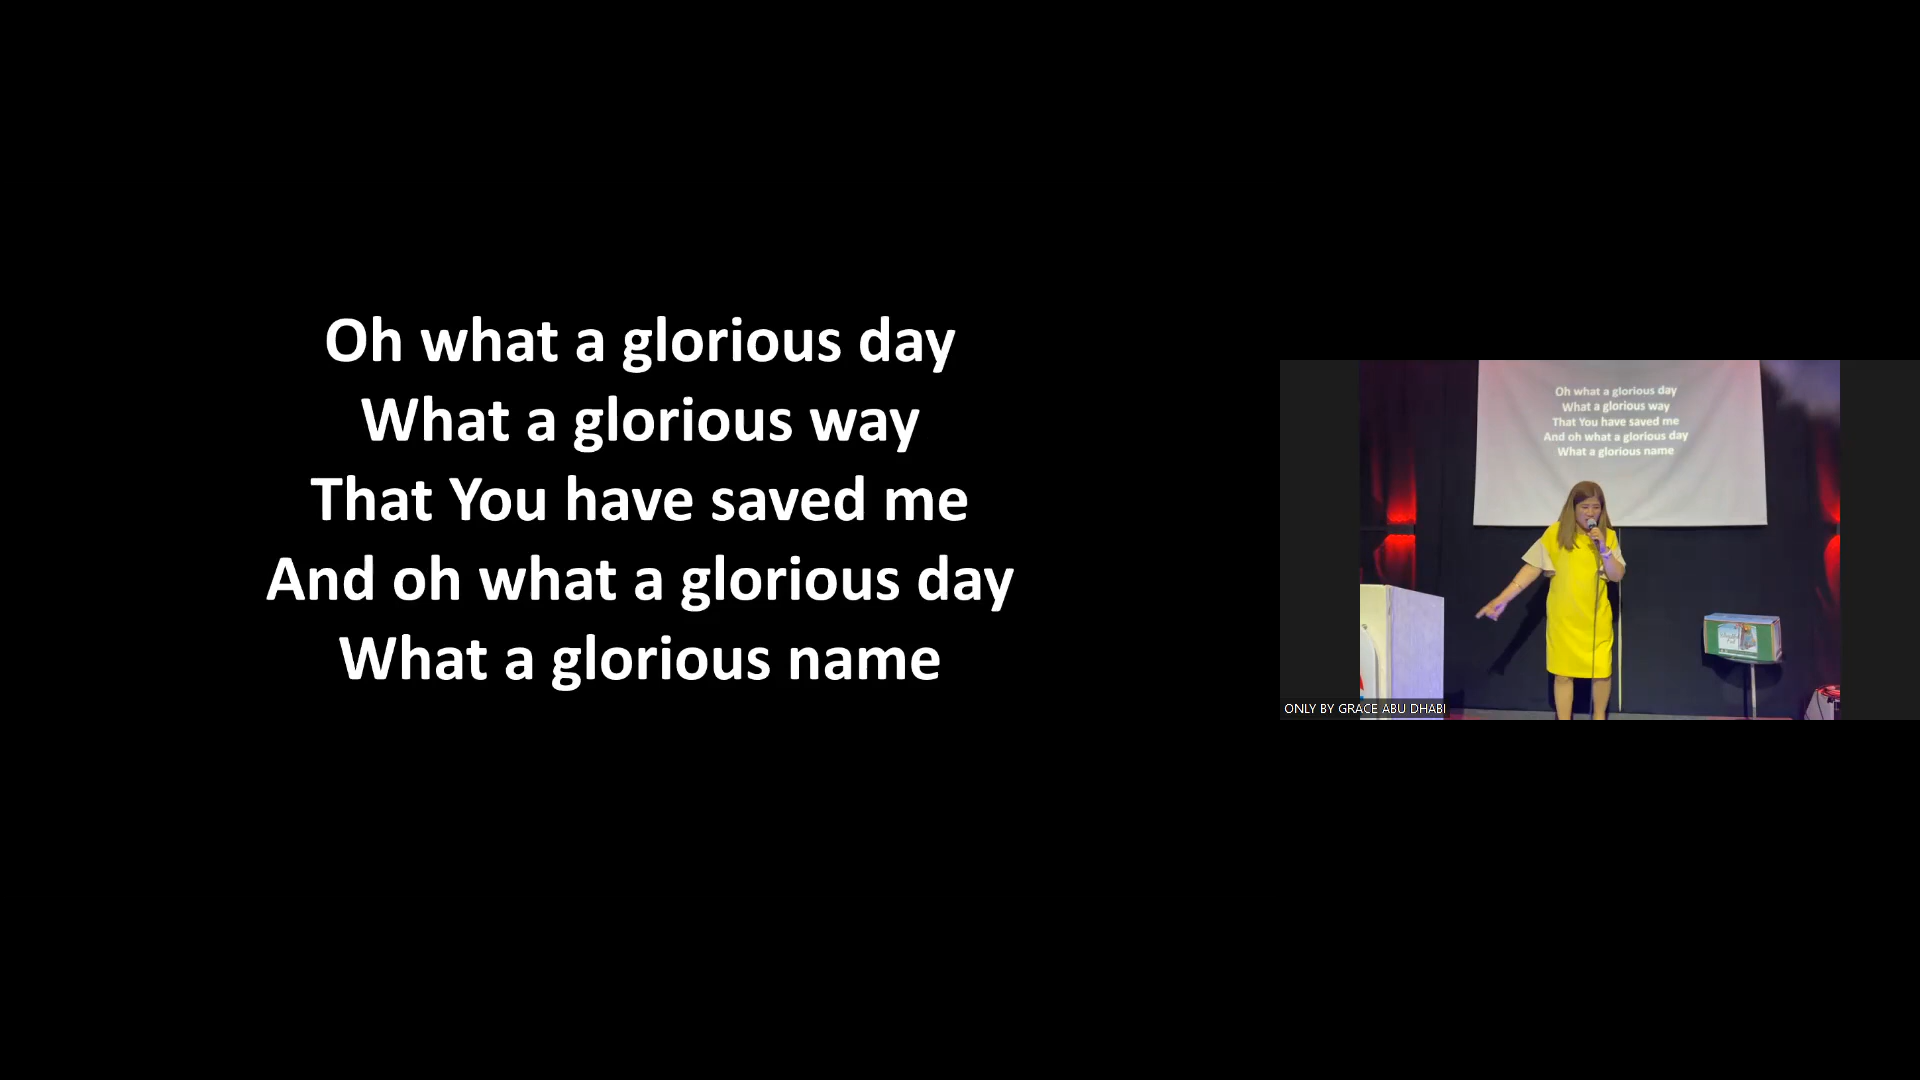 Oh what a glorious day
What a glorious way
That You have saved me
And oh what a glorious day
What a glorious name
Oh what a glorious day
What a glorious way
That You have saved me
And oh what a glorious day
What a glorious name
ONLY BY GRACE ABU DHABI